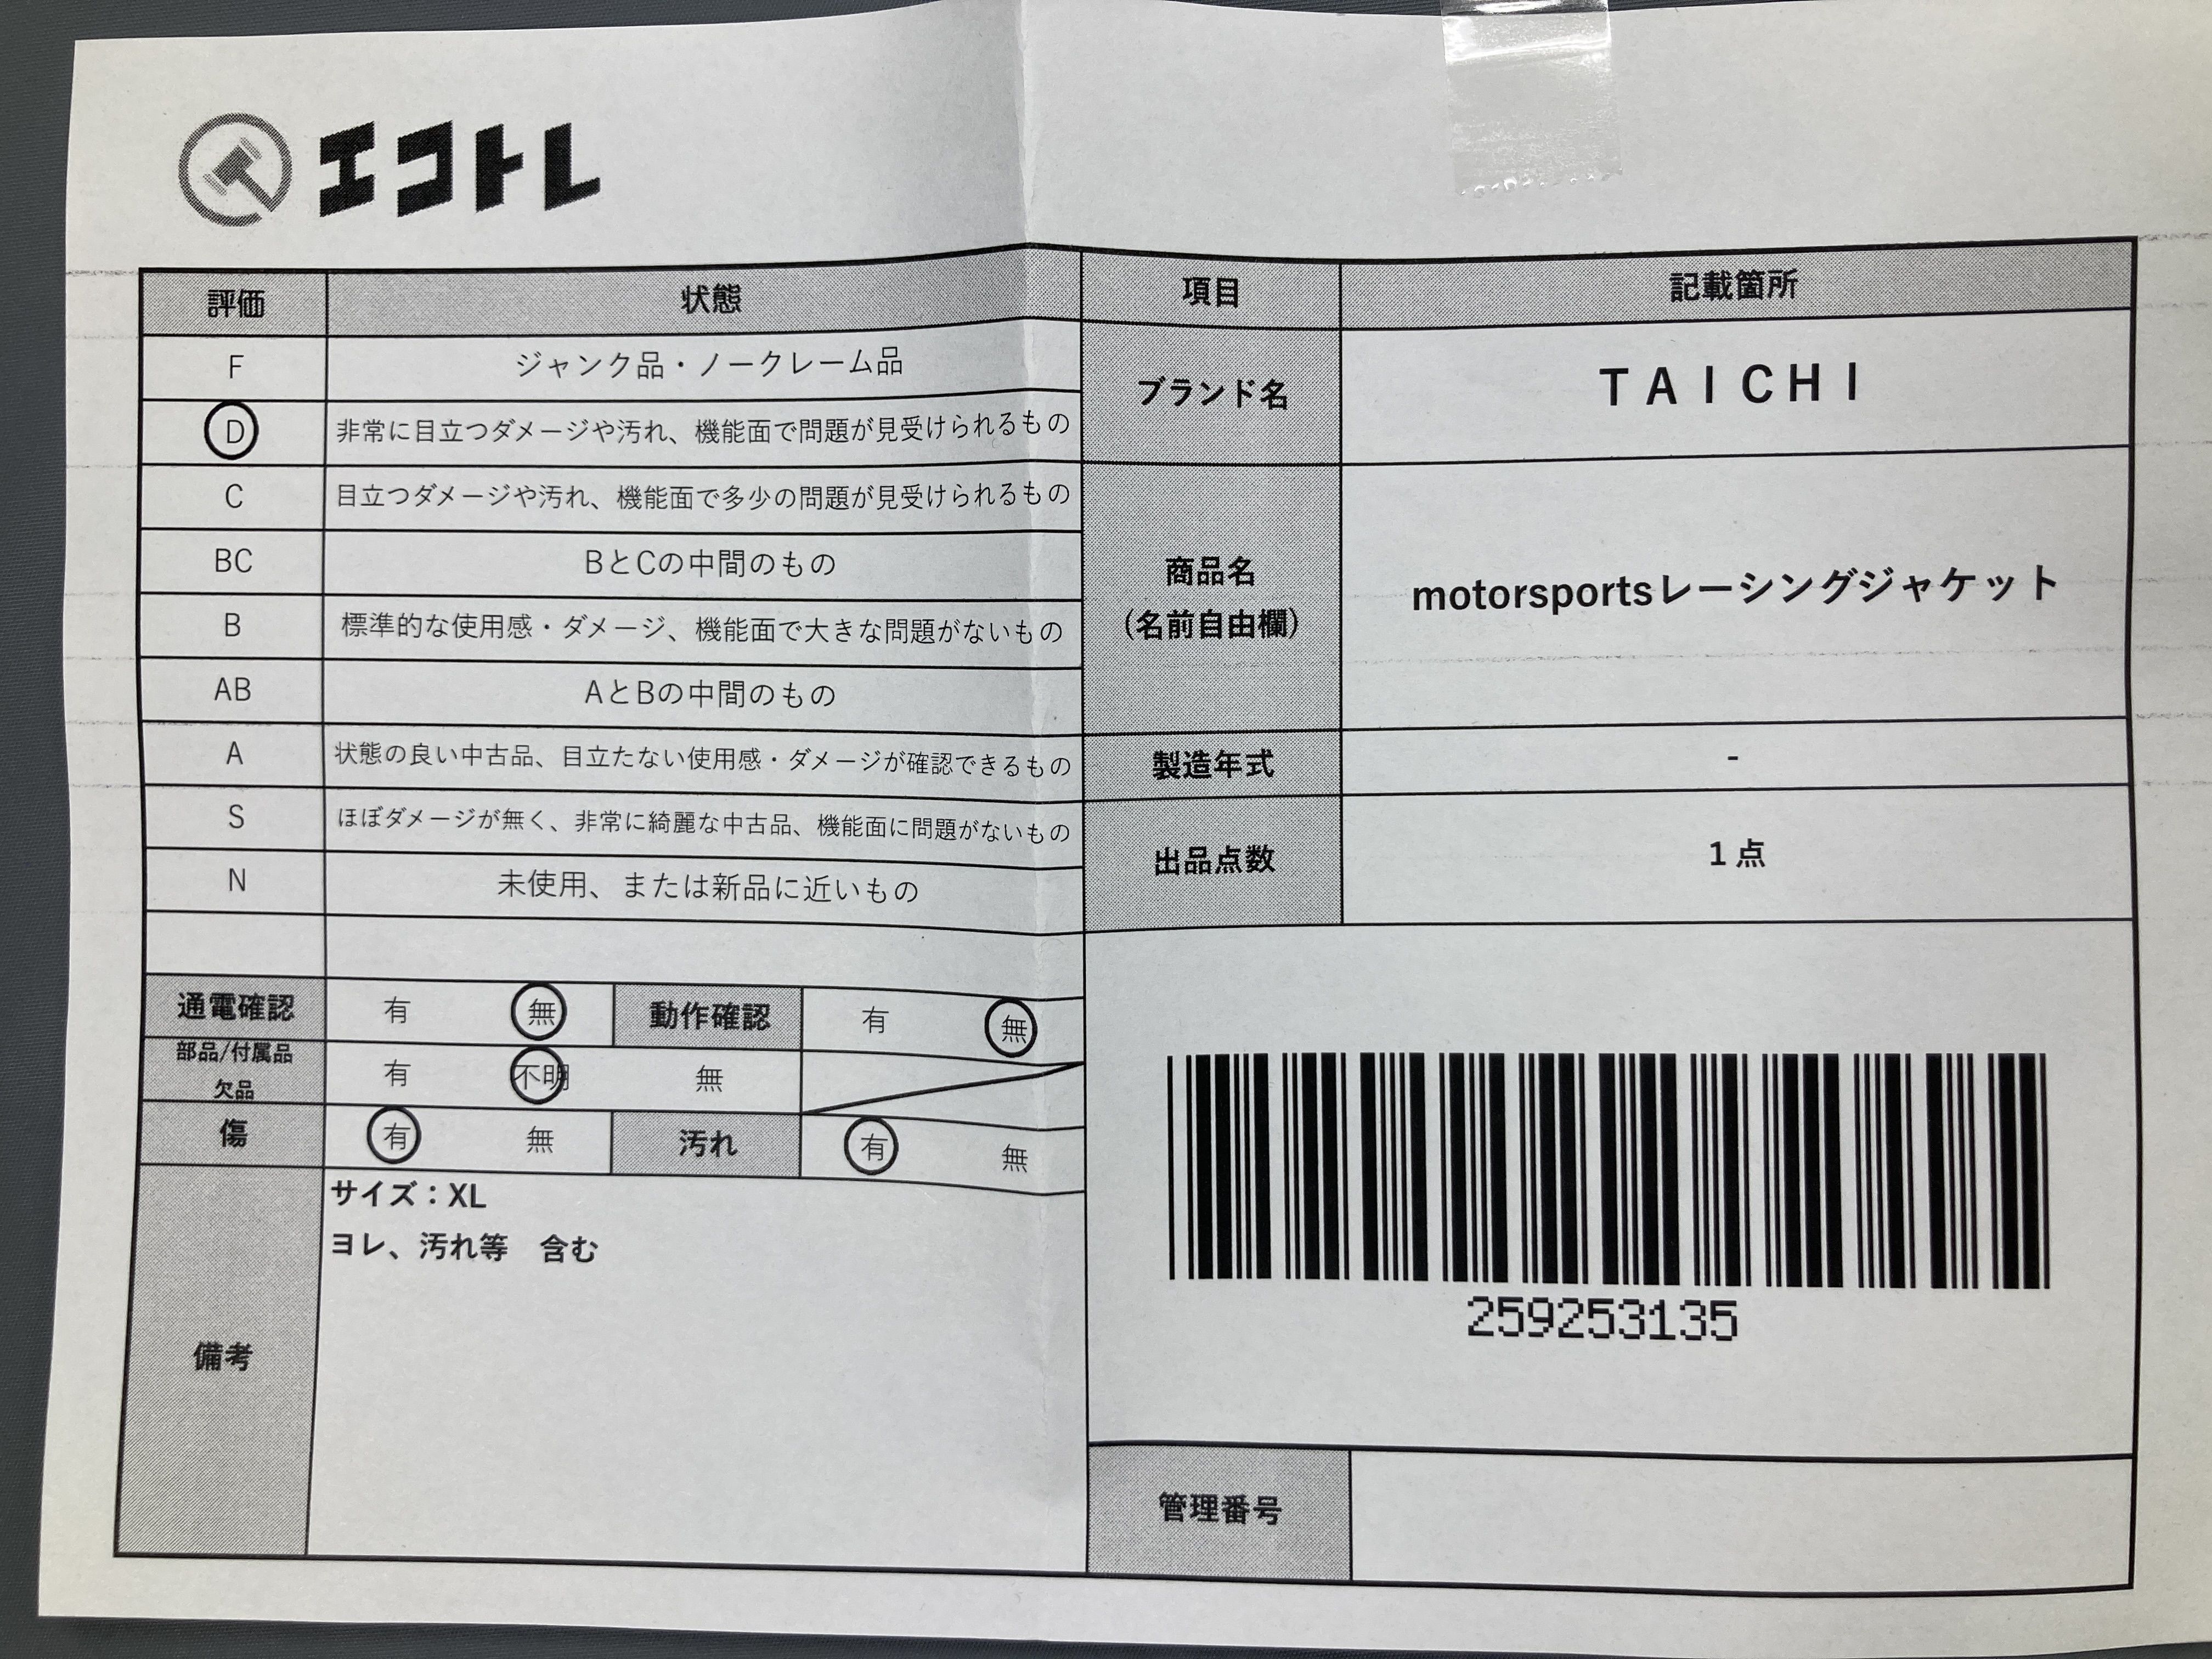 エコトレ
評価 状態
F ジャンク品・ノークレーム品
D 非常に目立つダメージや汚れ、機能面で問題が見受けられるもの
C 目立つダメージや汚れ、機能面で多少の問題が見受けられるもの
BC BとCの中間のもの
B 標準的な使用感・ダメージ、機能面で大きな問題がないもの
AB AとBの中間のもの
A 状態の良い中古品、目立たない使用感・ダメージが確認できるもの
S ほぼダメージが無く、非常に綺麗な中古品、機能面に問題がないもの
N 未使用、または新品に近いもの
通電確認 有 無 動作確認 有 無
部品/付属品
欠品 有 不明 無
傷 有 無 汚れ 有 無
備考
サイズ：XL
ヨレ、汚れ等　含む
項目 記載箇所
ブランド名 ＴＡＩＣＨＩ
商品名
（名前自由欄）
motorsportsレーシングジャケット
製造年式 -
出品点数 1 点
259253135
管理番号